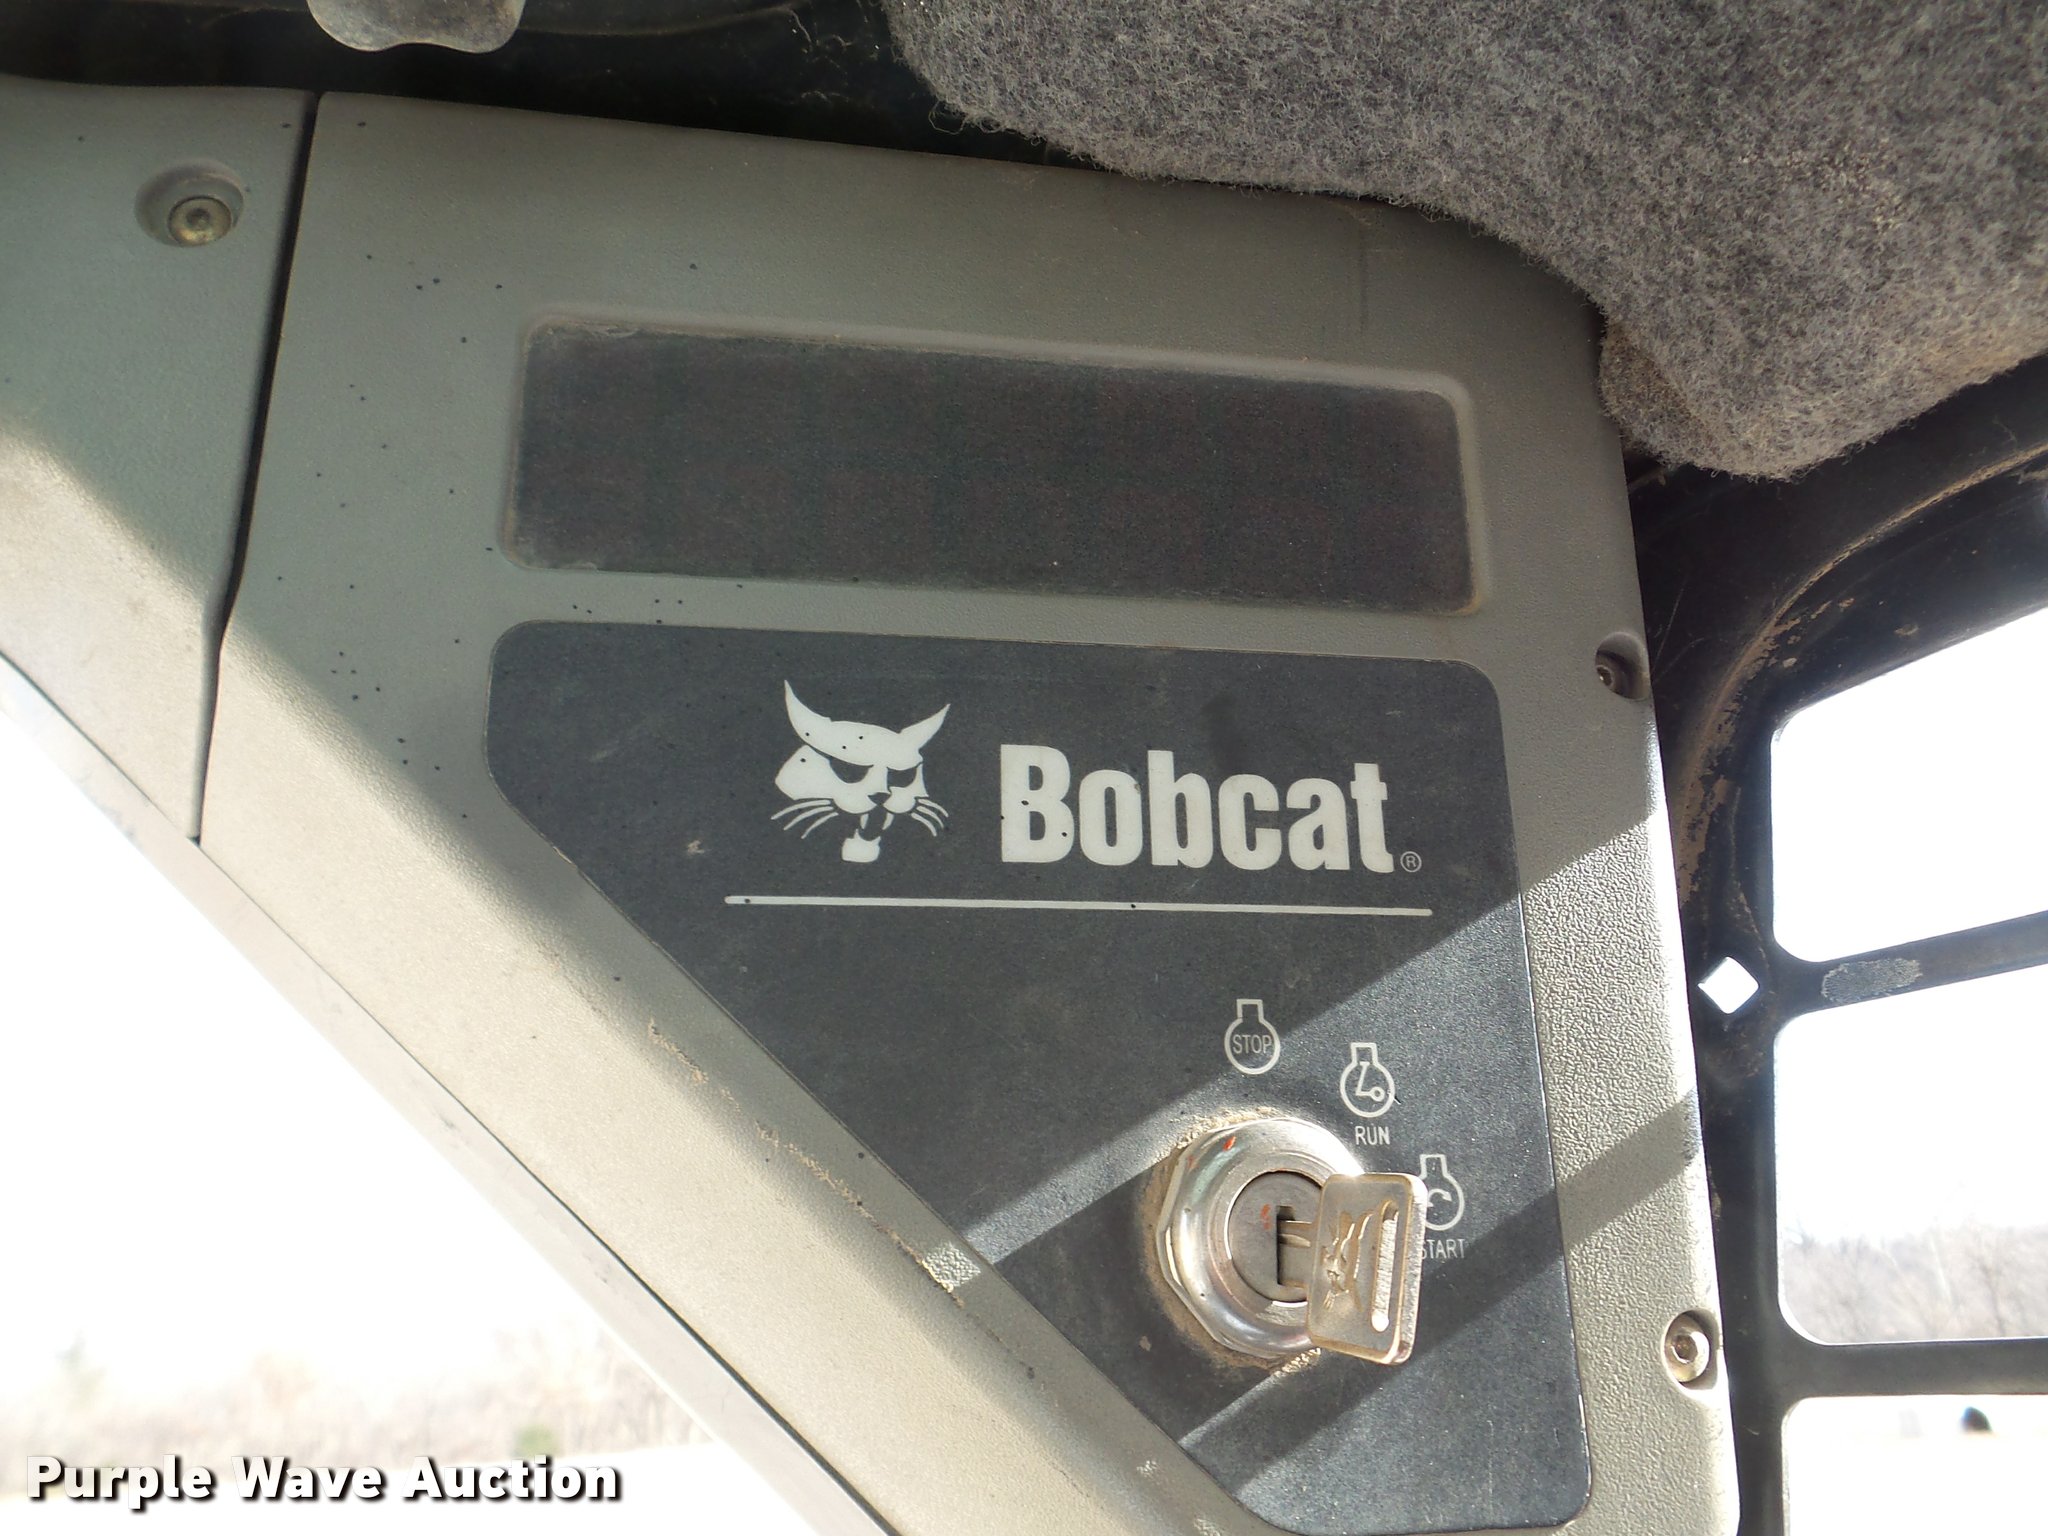 Bobcat®
STOP
RUN
START
Purple Wave Auction